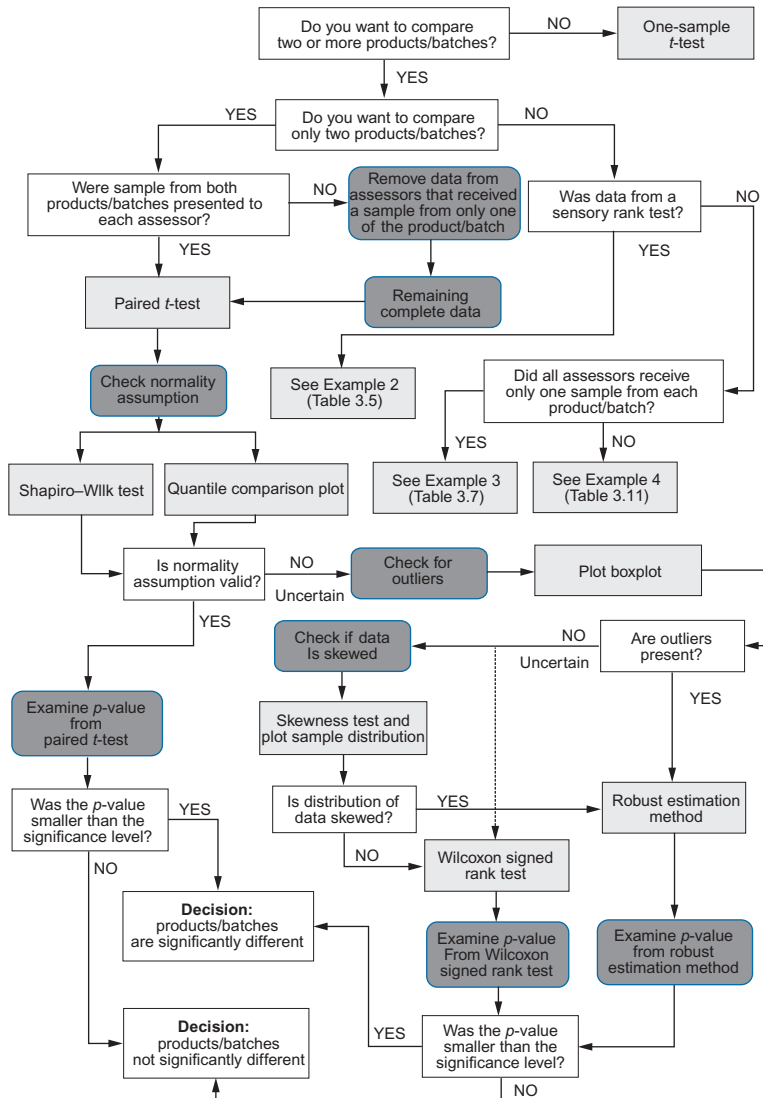 Do you want to compare
two or more products/batches?
NO
One-sample
t-test
YES
Do you want to compare
only two products/batches?
YES
NO
Were sample from both
products/batches presented to
each assessor?
NO
Remove data from
assessors that received
a sample from only one
of the product/batch
Was data from a
sensory rank test?
NO
YES
YES
Paired t-test
Remaining
complete data
Check normality
assumption
See Example 2
(Table 3.5)
Did all assessors receive
only one sample from each
product/batch?
YES
NO
Shapiro–WIlk test
Quantile comparison plot
See Example 3
(Table 3.7)
See Example 4
(Table 3.11)
Is normality
assumption valid?
NO
Uncertain
Check for
outliers
Plot boxplot
YES
Check if data
Is skewed
NO
Uncertain
Are outliers
present?
YES
Examine p-value
from
paired t-test
Skewness test and
plot sample distribution
Was the p-value
smaller than the
significance level?
YES
Is distribution of
data skewed?
YES
Robust estimation
method
NO
NO
Wilcoxon signed
rank test
Decision:
products/batches
are significantly different
Examine p-value
From Wilcoxon
signed rank test
Examine p-value
from robust
estimation method
Decision:
products/batches
not significantly different
YES
Was the p-value
smaller than the
significance level?
NO